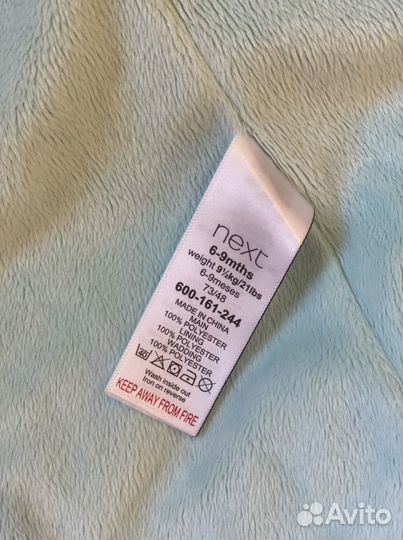 next
6-9mths
weight 9½kg/21lbs
6-9meses
73/48
600-161-244
MADE IN CHINA
MAIN
100% POLYESTER
LINING
100% POLYESTER
WADDING
100% POLYESTER
40
Wash inside out
Iron on reverse
KEEP AWAY FROM FIRE
Avito